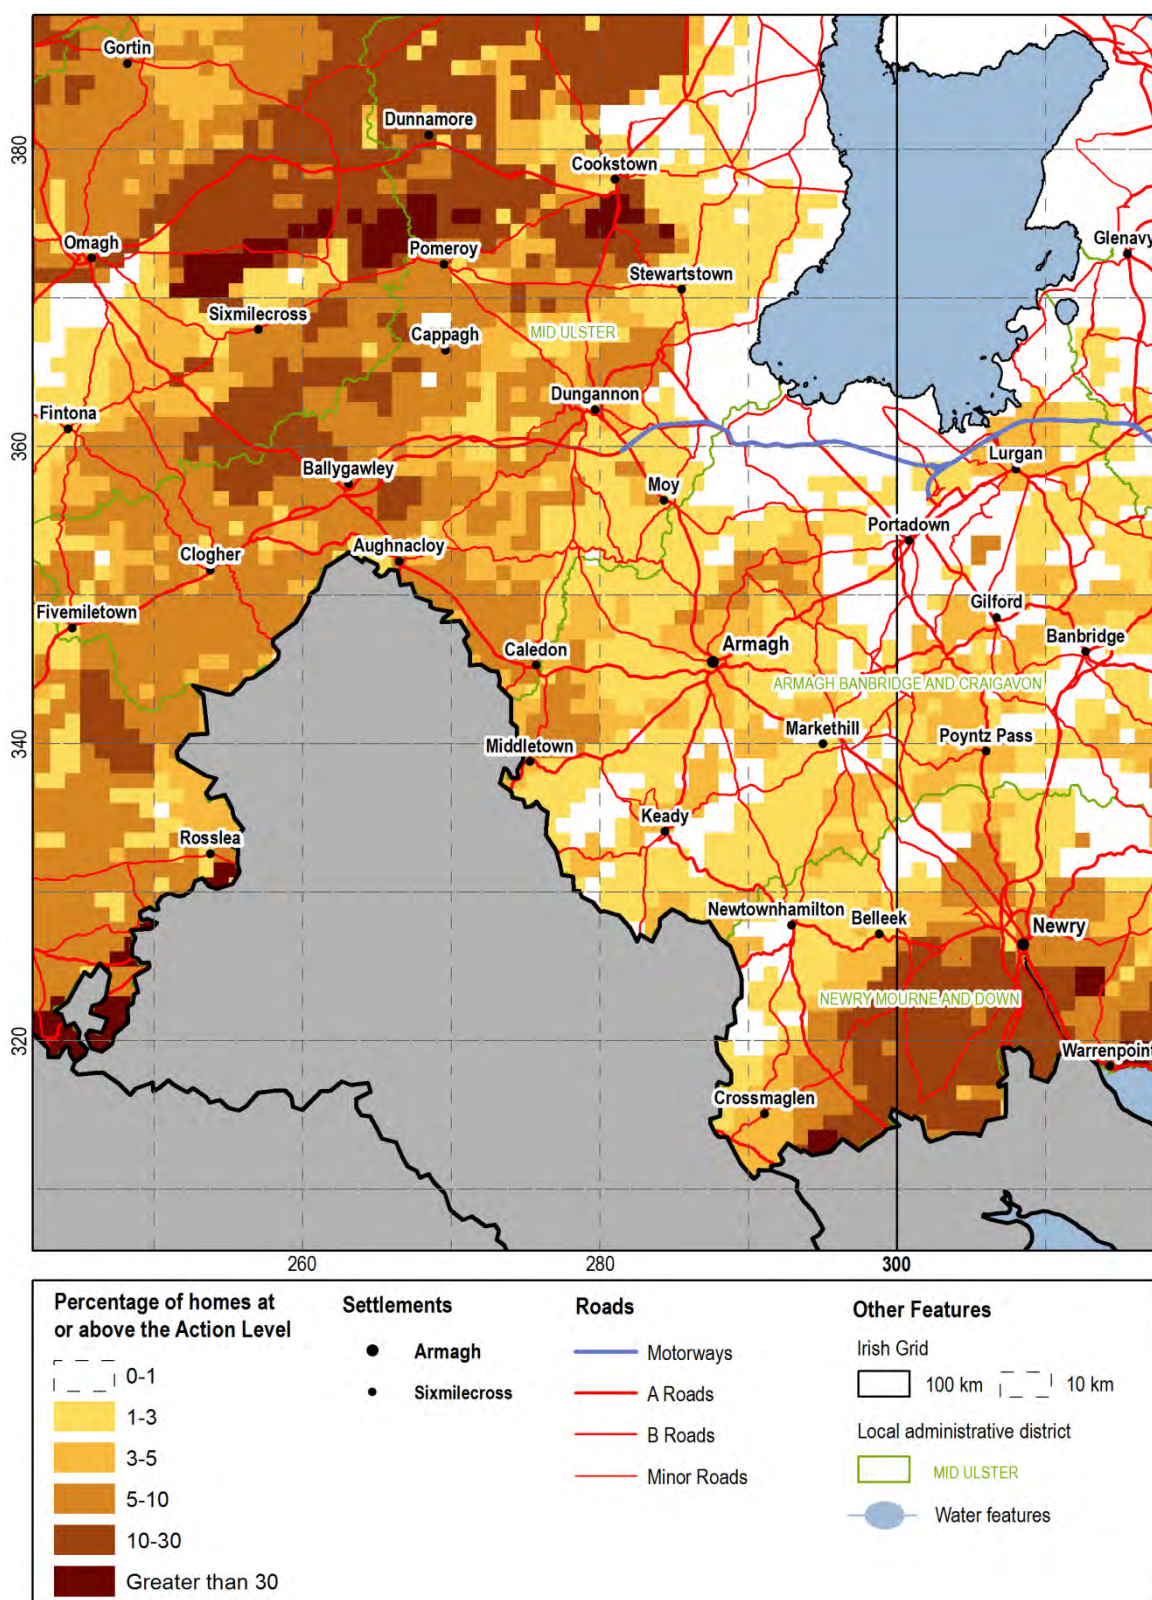 Gortin
Dunnamore
380
Cookstown
Omagh
Pomeroy
Glenavy
Stewartstown
Sixmilecross
MID ULSTER
Cappagh
Dungannon
Fintona
360
Ballygawley
Lurgan
Moy
Portadown
Clogher
Aughnacloy
Fivemiletown
Gilford
Caledon
Armagh
Banbridge
ARMAGH BANBRIDGE AND CRAIGAVON
340
Middletown
Markethill
Poyntz Pass
Rosslea
Keady
Newtownhamilton
Belleek
Newry
NEWRY MOURNE AND DOWN
320
Warrenpoint
Crossmaglen
260
280
300
Percentage of homes at
or above the Action Level
0-1
1-3
3-5
5-10
10-30
Greater than 30
Settlements
Armagh
Sixmilecross
Roads
Motorways
A Roads
B Roads
Minor Roads
Other Features
Irish Grid
100 km
10 km
Local administrative district
MID ULSTER
Water features